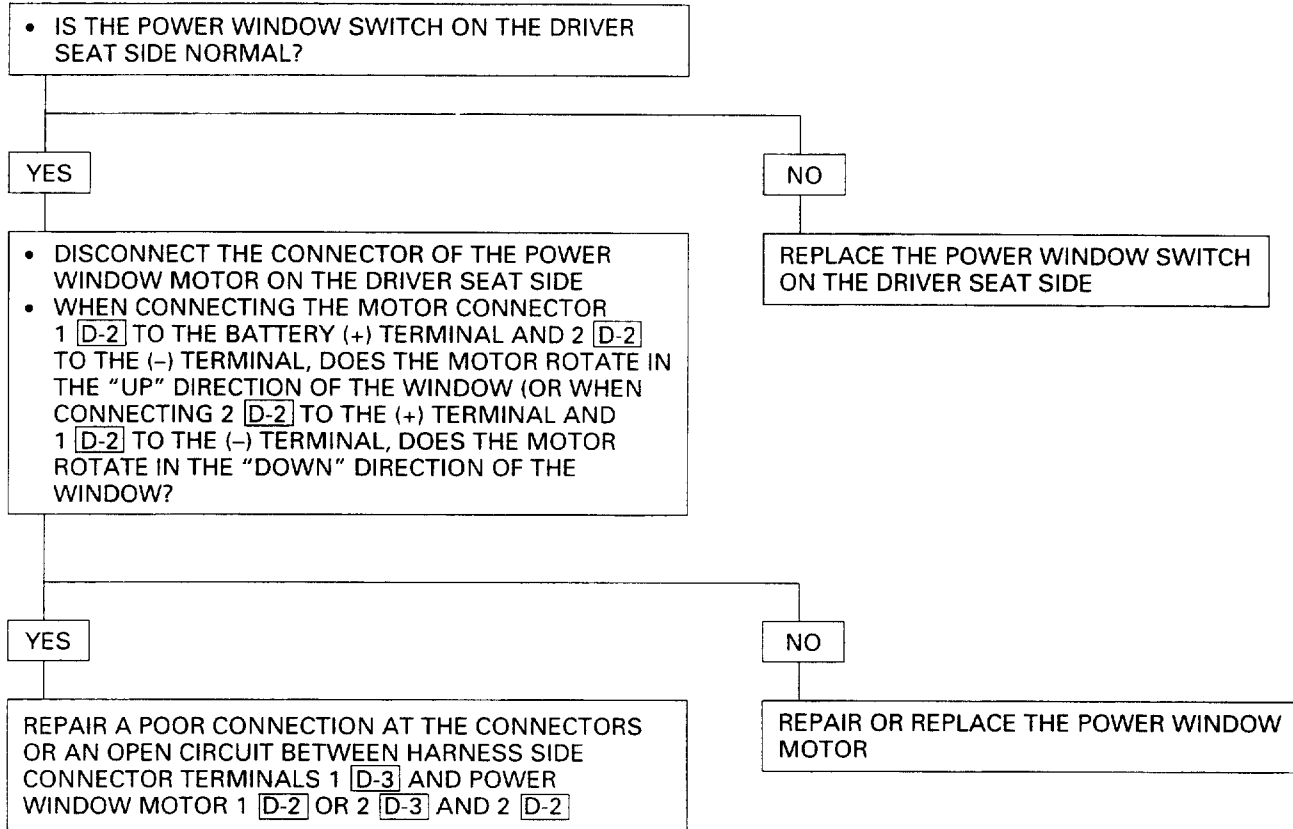 • IS THE POWER WINDOW SWITCH ON THE DRIVER
SEAT SIDE NORMAL?
YES
NO
• DISCONNECT THE CONNECTOR OF THE POWER
WINDOW MOTOR ON THE DRIVER SEAT SIDE
• WHEN CONNECTING THE MOTOR CONNECTOR
1 D-2 TO THE BATTERY (+) TERMINAL AND 2 D-2
TO THE (–) TERMINAL, DOES THE MOTOR ROTATE IN
THE "UP" DIRECTION OF THE WINDOW (OR WHEN
CONNECTING 2 D-2 TO THE (+) TERMINAL AND
1 D-2 TO THE (–) TERMINAL, DOES THE MOTOR
ROTATE IN THE "DOWN" DIRECTION OF THE
WINDOW?
REPLACE THE POWER WINDOW SWITCH
ON THE DRIVER SEAT SIDE
YES
NO
REPAIR A POOR CONNECTION AT THE CONNECTORS
OR AN OPEN CIRCUIT BETWEEN HARNESS SIDE
CONNECTOR TERMINALS 1 D-3 AND POWER
WINDOW MOTOR 1 D-2 OR 2 D-3 AND 2 D-2
REPAIR OR REPLACE THE POWER WINDOW
MOTOR